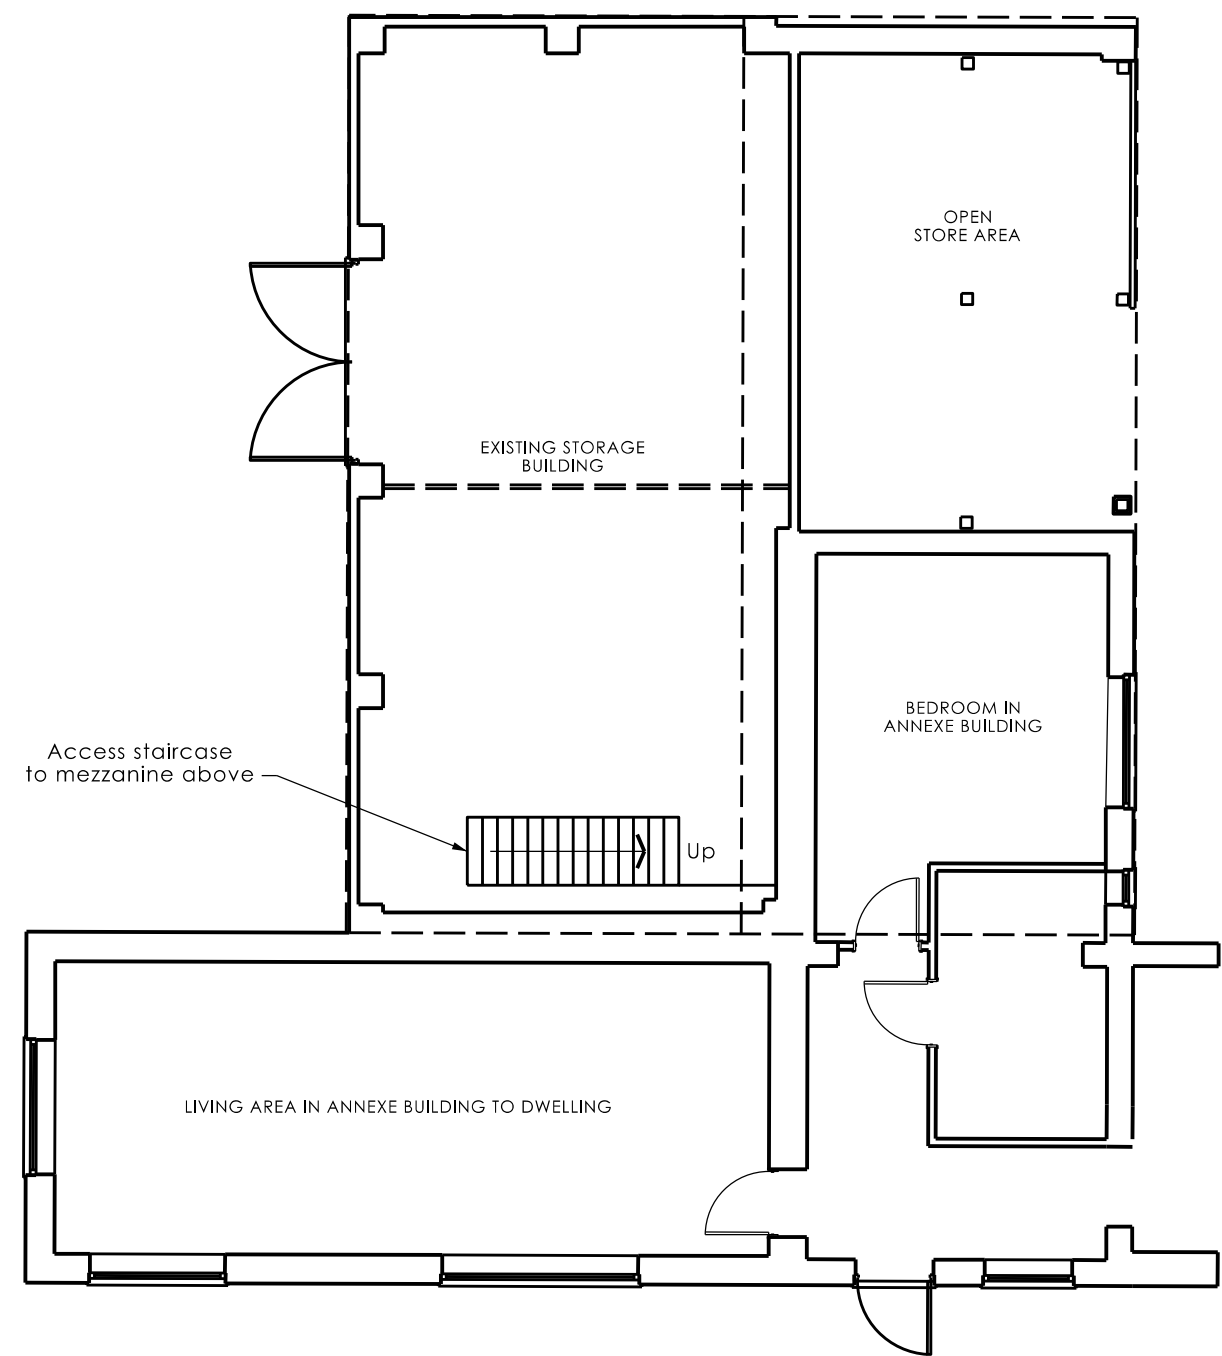 OPEN
STORE AREA
EXISTING STORAGE
BUILDING
BEDROOM IN
ANNEXE BUILDING
Access staircase
to mezzanine above
Up
LIVING AREA IN ANNEXE BUILDING TO DWELLING